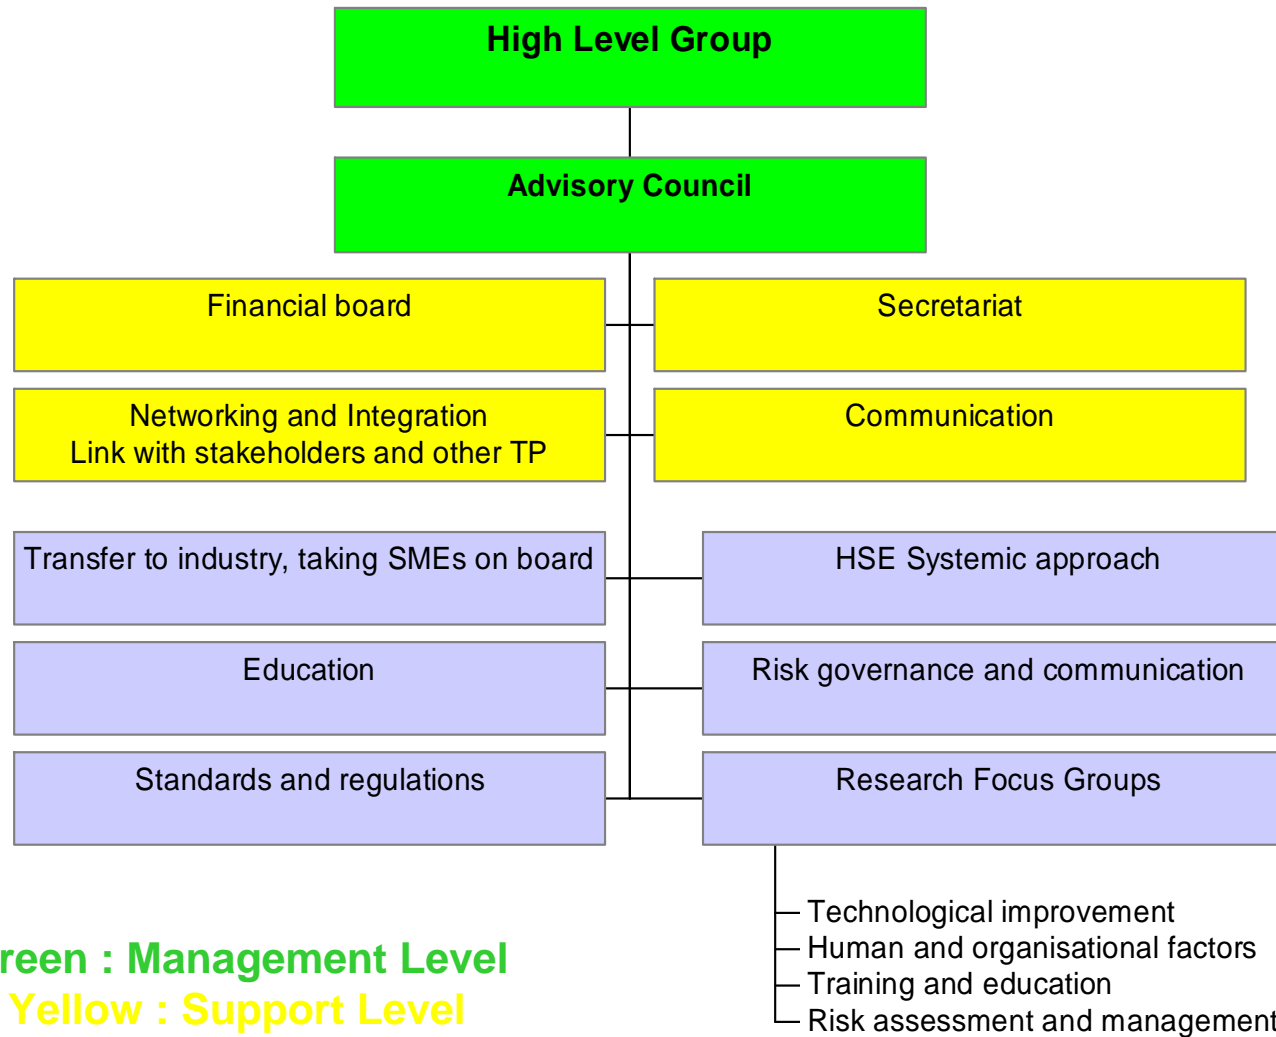 High Level Group
Advisory Council
Financial board
Secretariat
Networking and Integration
Link with stakeholders and other TP
Communication
Transfer to industry, taking SMEs on board
HSE Systemic approach
Education
Risk governance and communication
Standards and regulations
Research Focus Groups
Technological improvement
Human and organisational factors
Training and education
Risk assessment and management
reen : Management Level
Yellow : Support Level